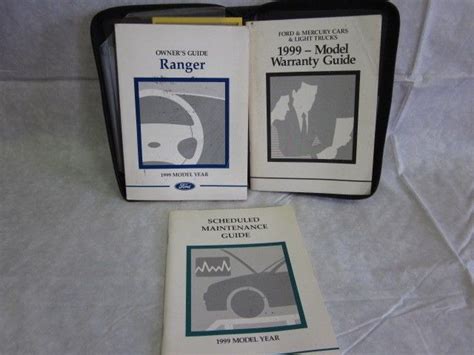 OWNER'S GUIDE
Ranger
1999 MODEL YEAR
Ford
FORD & MERCURY CARS
& LIGHT TRUCKS
1999 – Model
Warranty Guide
SCHEDULED
MAINTENANCE
GUIDE
1999 MODEL YEAR